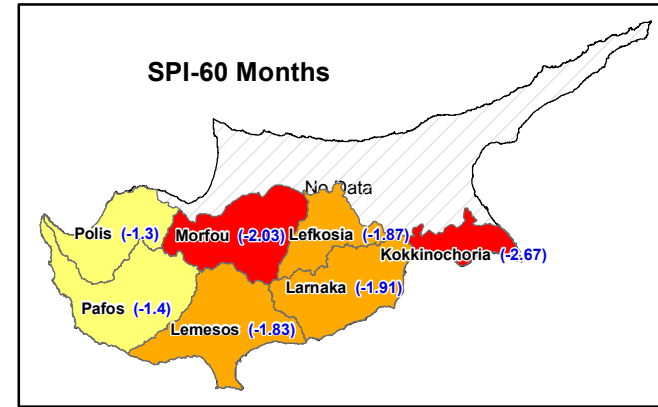 SPI-60 Months
No Data
Polis (-1.3)
Morfou (-2.03)
Lefkosia (-1.87)
Kokkinochoria (-2.67)
Larnaka (-1.91)
Pafos (-1.4)
Lemesos (-1.83)